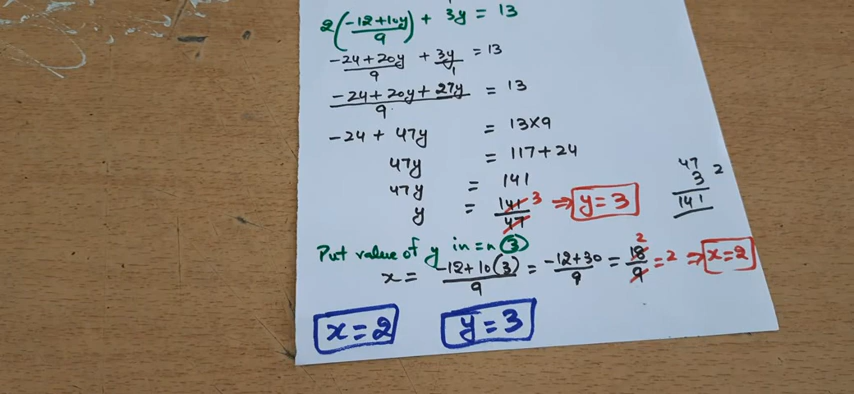 2(-12+10y/9) + 3y = 13
-24+20y/9 + 3y/1 = 13
-24+20y+27y/9 = 13
-24 + 47y = 13×9
47y = 117+24
47y = 141
y = 141/47 3 ⇒ y=3
47
3 2
141
Put value of y in =n (3)
x = -12+10(3)/9 = -12+30/9 = 18/9 2 = 2 ⇒ x=2
x=2 y=3